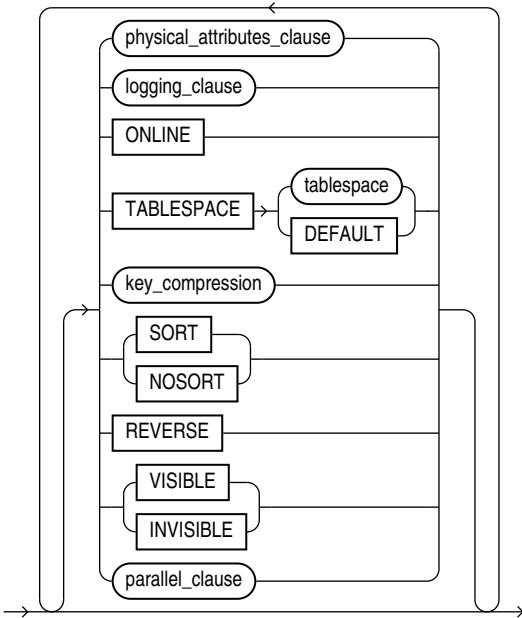 physical_attributes_clause
logging_clause
ONLINE
tablespace
TABLESPACE
DEFAULT
key_compression
SORT
NOSORT
REVERSE
VISIBLE
INVISIBLE
parallel_clause